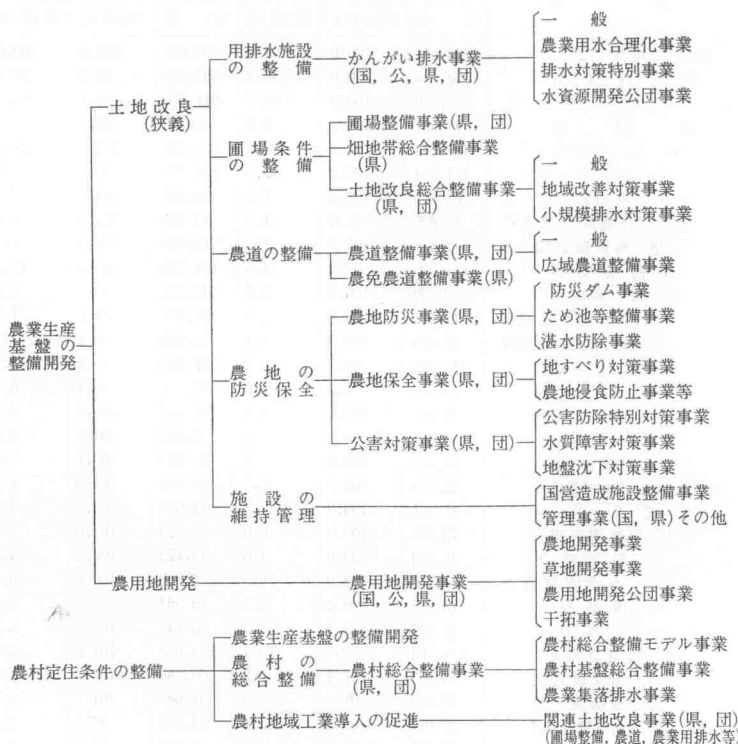 農業生産
基盤の
整備開発
土地改良
(狭義)
用排水施設
の整備
かんがい排水事業
(国，公，県，団)
一般
農業用水合理化事業
排水対策特別事業
水資源開発公団事業
圃場条件
の整備
圃場整備事業(県，団)
畑地帯総合整備事業
(県)
土地改良総合整備事業
(県，団)
一般
地域改善対策事業
小規模排水対策事業
農道の整備
農道整備事業(県，団)
一般
広域農道整備事業
農免農道整備事業(県)
農地の
防災保全
農地防災事業(県，団)
防災ダム事業
ため池等整備事業
湛水防除事業
農地保全事業(県，団)
地すべり対策事業
農地侵食防止事業等
公害対策事業(県，団)
公害防除特別対策事業
水質障害対策事業
地盤沈下対策事業
施設の
維持管理
国営造成施設整備事業
管理事業(国，県)その他
農用地開発
農用地開発事業
(国，公，県，団)
農地開発事業
草地開発事業
農用地開発公団事業
干拓事業
農村定住条件の整備
農業生産基盤の整備開発
農村の
総合整備
農村総合整備事業
(県，団)
農村総合整備モデル事業
農村基盤総合整備事業
農業集落排水事業
農村地域工業導入の促進
関連土地改良事業(県，団)
(圃場整備，農道，農業用排水等)